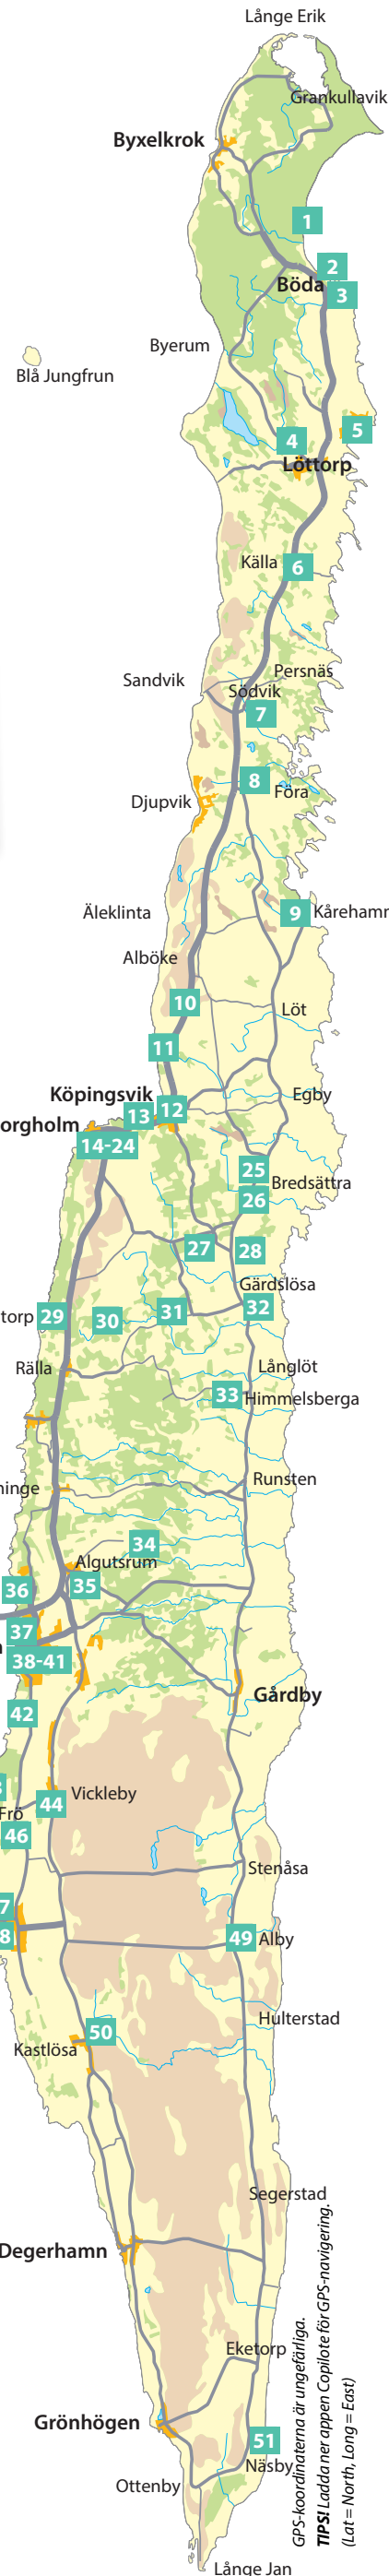 Långe Erik
Grankullavik
Byxelkrok
1
2
Böda
3
Byerum
Blå Jungfrun
5
4
Löttorp
Källa 6
Persnäs
Sandvik
Södvik
7
8
Föra
Djupvik
Äleklinta
9 Kårehamn
Alböke
10
Löt
11
Köpingsvik
Egby
13 12
orgholm
14-24
25
Bredsättra
26
27
28
Gärdslösa
32
torp 29
30
31
Rälla
Långlöt
33
Himmelsberga
Runsten
ninge
34
Algutsrum
35
36
37
38-41
Gårdby
42
Vickleby
44
Frö
46
Stenåsa
7
8
49 Alby
Hulterstad
50
Kastlösa
Segerstad
Degerhamn
Eketorp
Grönhögen
51
Näsby
Ottenby
Långe Jan
GPS-koordinaterna är ungefärliga.
TIPS! Ladda ner appen Copilote för GPS-navigering.
(Lat = North, Long = East)